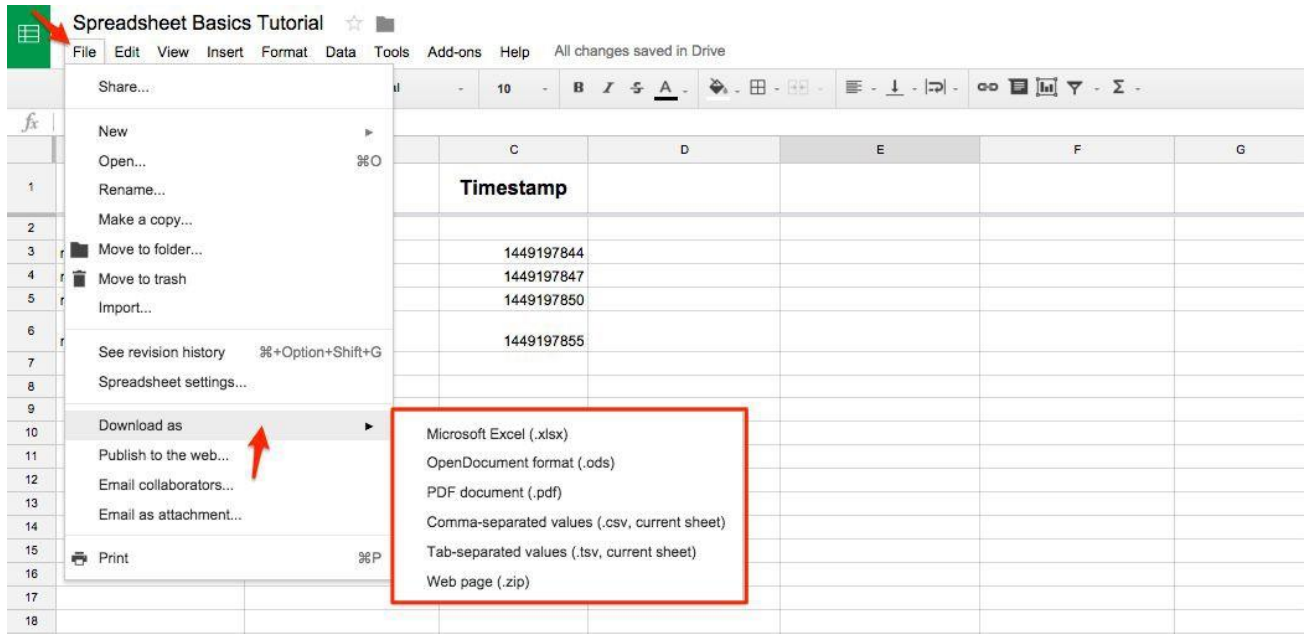 Spreadsheet Basics Tutorial
File Edit View Insert Format Data Tools Add-ons Help All changes saved in Drive
10 B I S A Σ
fx
Share...
New
Open... ⌘O
Rename...
Make a copy...
Move to folder...
Move to trash
Import...
See revision history ⌘+Option+Shift+G
Spreadsheet settings...
Download as
Publish to the web...
Email collaborators...
Email as attachment...
Print ⌘P
Microsoft Excel (.xlsx)
OpenDocument format (.ods)
PDF document (.pdf)
Comma-separated values (.csv, current sheet)
Tab-separated values (.tsv, current sheet)
Web page (.zip)
C D E F G
1 Timestamp
2
3 1449197844
4 1449197847
5 1449197850
6 1449197855
7
8
9
10
11
12
13
14
15
16
17
18